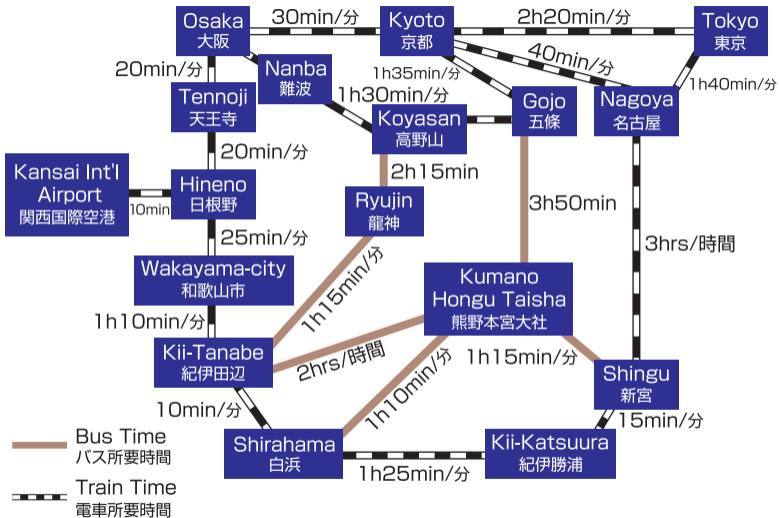 Osaka
大阪
30min/分
Kyoto
京都
2h20min/分
Tokyo
東京
20min/分
Nanba
難波
1h35min/分
40min/分
1h40min/分
Tennoji
天王寺
1h30min/分
Koyasan
高野山
Gojo
五條
Nagoya
名古屋
Kansai Int'l
Airport
関西国際空港
10min
20min/分
Hineno
日根野
2h15min
Ryujin
龍神
3h50min
25min/分
3hrs/時間
Wakayama-city
和歌山市
1h15min/分
Kumano
Hongu Taisha
熊野本宮大社
1h10min/分
Kii-Tanabe
紀伊田辺
2hrs/時間
1h10min/分
1h15min/分
Shingu
新宮
10min/分
15min/分
Shirahama
白浜
1h25min/分
Kii-Katsuura
紀伊勝浦
Bus Time
バス所要時間
Train Time
電車所要時間